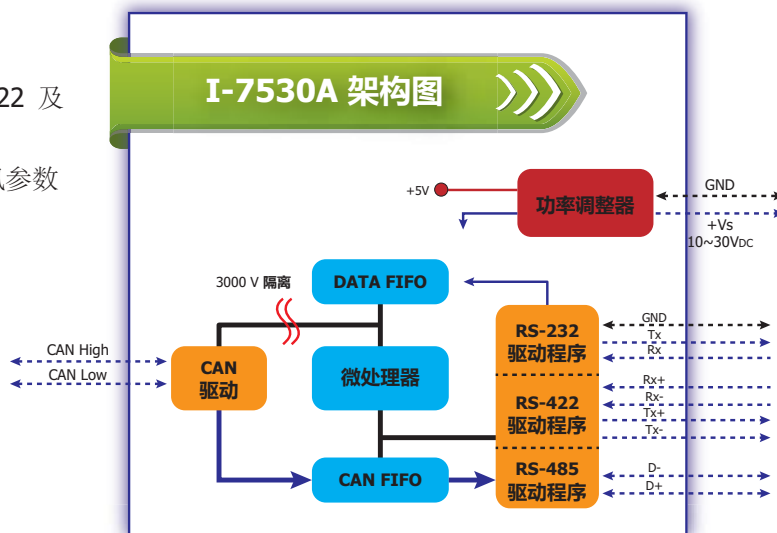 22 及
参数
I-7530A 架构图
+5V
功率调整器
GND
+Vs
10~30VDC
3000 V 隔离
DATA FIFO
CAN High
CAN Low
CAN
驱动
微处理器
CAN FIFO
RS-232
驱动程序
RS-422
驱动程序
RS-485
驱动程序
GND
Tx
Rx
Rx+
Rx-
Tx+
Tx-
D-
D+